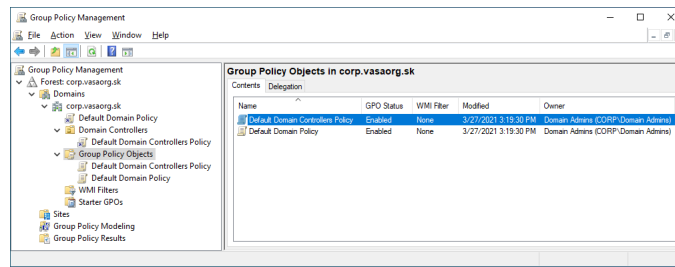 Group Policy Management
File Action View Window Help
Group Policy Management
Forest: corp.vasaorg.sk
Domains
corp.vasaorg.sk
Default Domain Policy
Domain Controllers
Default Domain Controllers Policy
Group Policy Objects
Default Domain Controllers Policy
Default Domain Policy
WMI Filters
Starter GPOs
Sites
Group Policy Modeling
Group Policy Results
Group Policy Objects in corp.vasaorg.sk
Contents Delegation
Name GPO Status WMI Filter Modified Owner
Default Domain Controllers Policy Enabled None 3/27/2021 3:19:30 PM Domain Admins (CORP\Domain Admins)
Default Domain Policy Enabled None 3/27/2021 3:19:30 PM Domain Admins (CORP\Domain Admins)